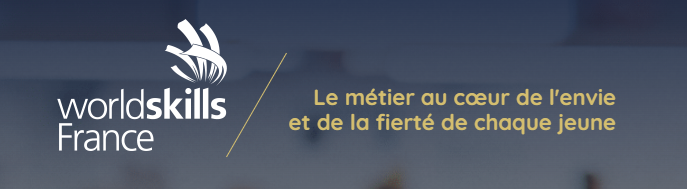 worldskills
France
Le métier au cœur de l'envie
et de la fierté de chaque jeune